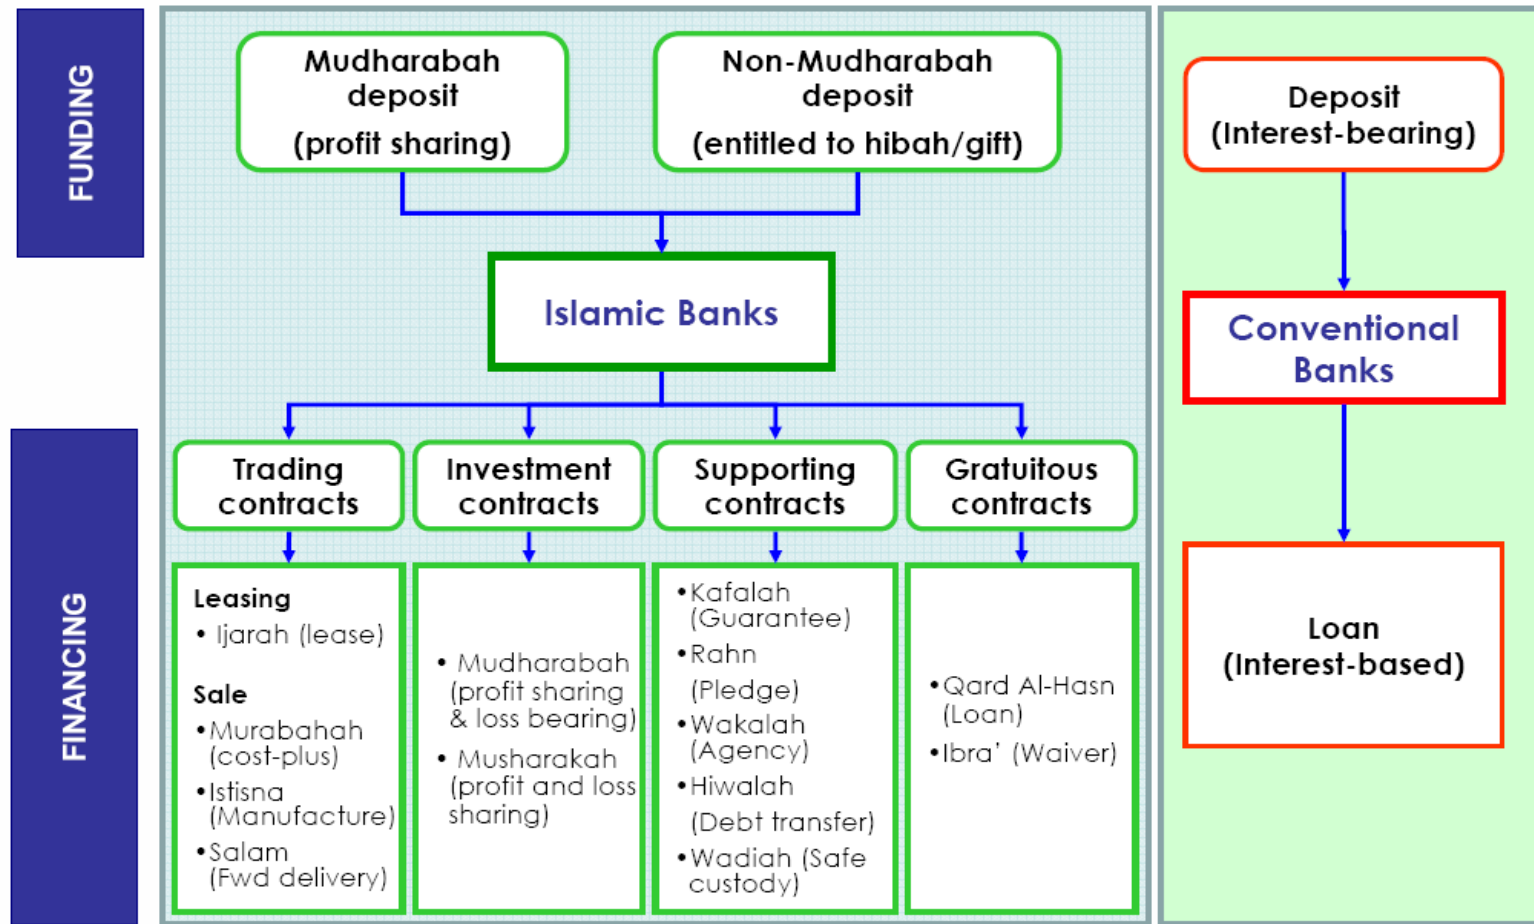 FUNDING
Mudharabah
deposit
(profit sharing)
Non-Mudharabah
deposit
(entitled to hibah/gift)
Deposit
(Interest-bearing)
Islamic Banks
Conventional
Banks
FINANCING
Trading
contracts
Investment
contracts
Supporting
contracts
Gratuitous
contracts
Leasing
• Ijarah (lease)
Sale
•Murabahah
(cost-plus)
•Istisna
(Manufacture)
•Salam
(Fwd delivery)
• Mudharabah
(profit sharing
& loss bearing)
• Musharakah
(profit and loss
sharing)
•Kafalah
(Guarantee)
•Rahn
(Pledge)
•Wakalah
(Agency)
•Hiwalah
(Debt transfer)
•Wadiah (Safe
custody)
•Qard Al-Hasn
(Loan)
•Ibra’ (Waiver)
Loan
(Interest-based)